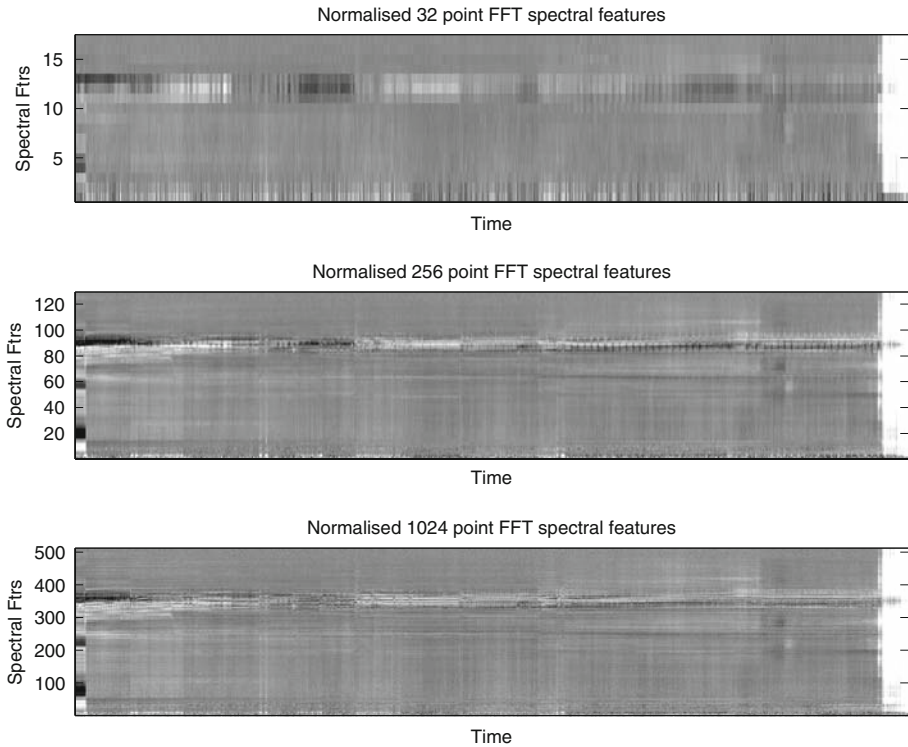 Normalised 32 point FFT spectral features
15
10
5
Spectral Ftrs
Time
Normalised 256 point FFT spectral features
120
100
80
60
40
20
Spectral Ftrs
Time
Normalised 1024 point FFT spectral features
500
400
300
200
100
Spectral Ftrs
Time